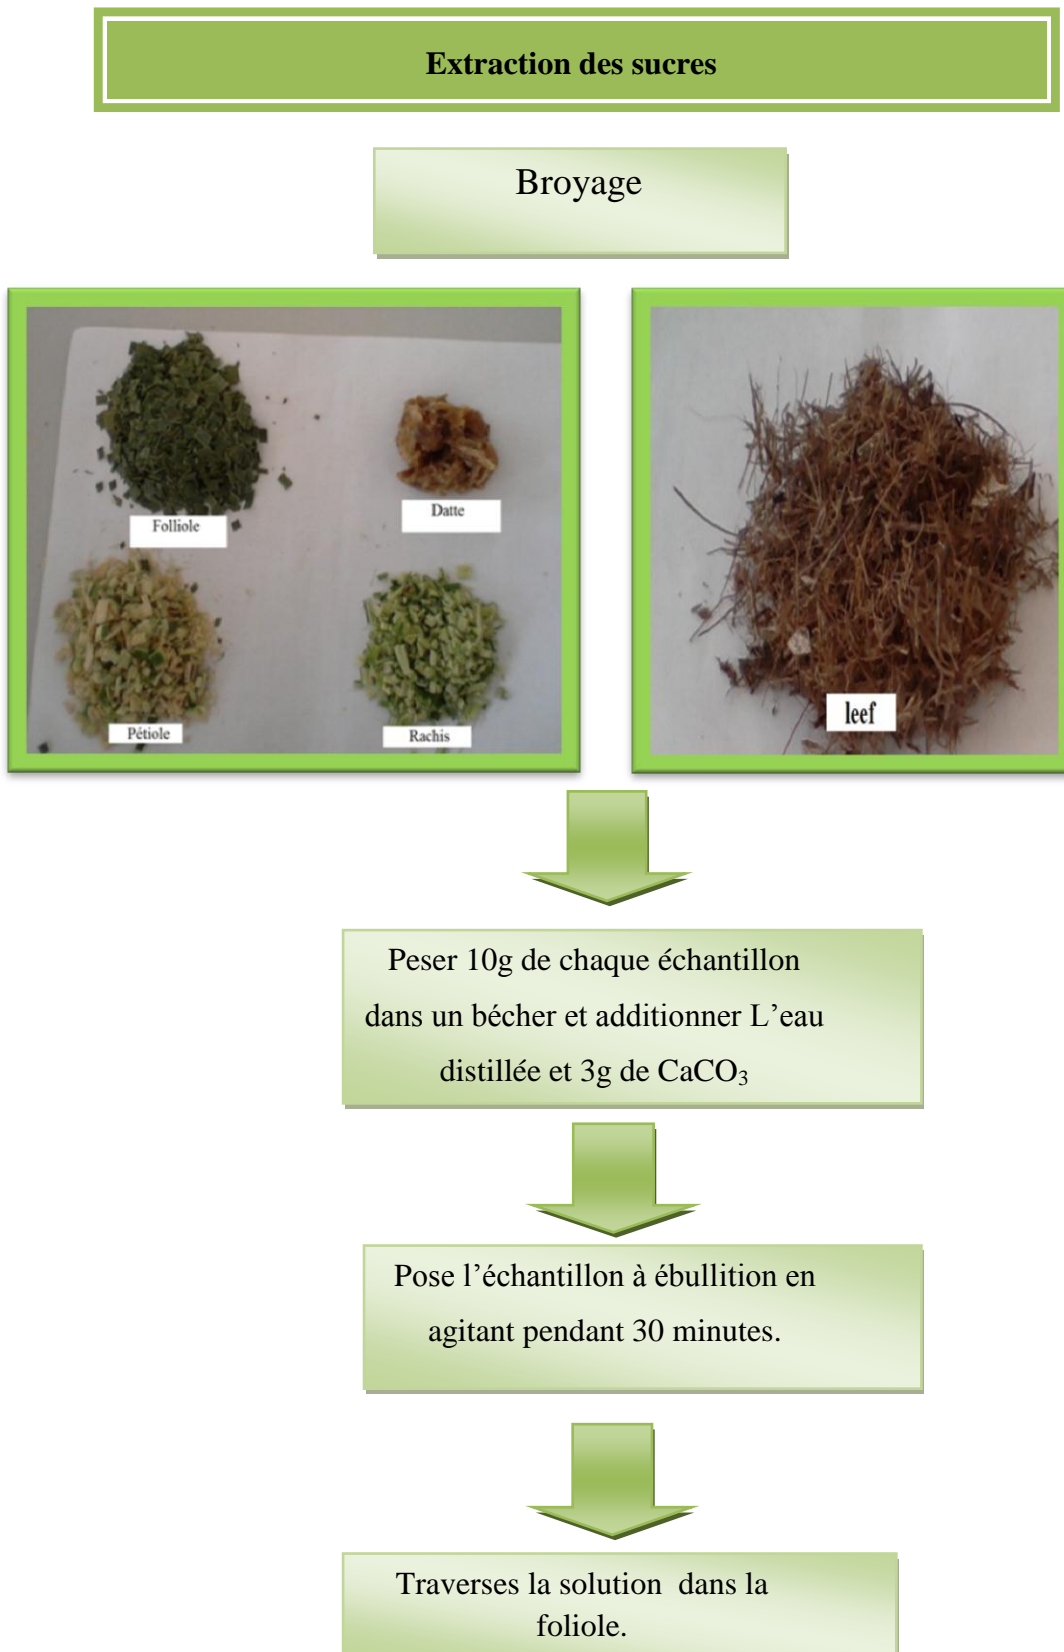 Extraction des sucres
Broyage
Folliole
Datte
Pétiole
Rachis
leef
Peser 10g de chaque échantillon
dans un bécher et additionner L’eau
distillée et 3g de CaCO₃
Pose l’échantillon à ébullition en
agitant pendant 30 minutes.
Traverses la solution dans la
foliole.